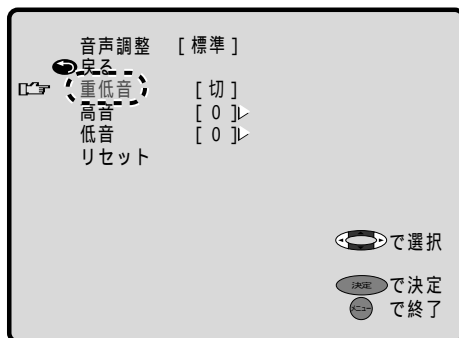 音声調整 [標準]
戻る
重低音 [切]
高音 [0]
低音 [0]
リセット
で選択
決定 で決定
メニュー で終了